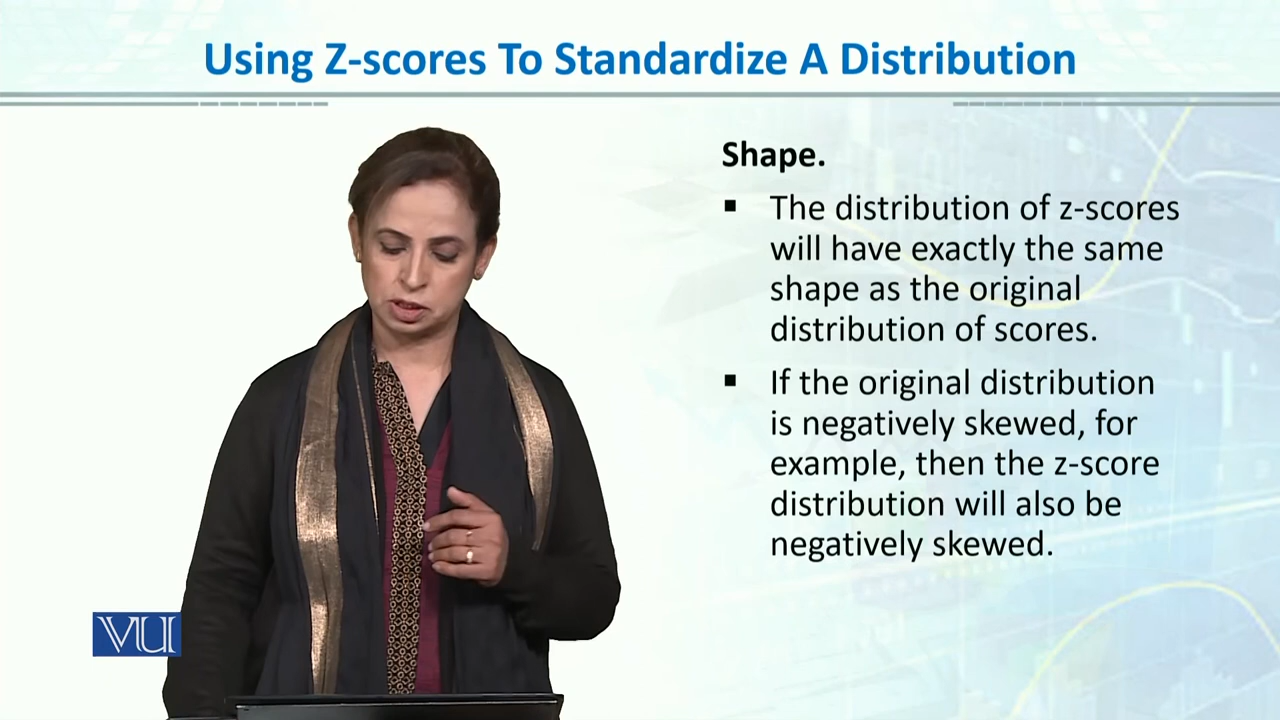 Using Z-scores To Standardize A Distribution
Shape.
▪ The distribution of z-scores
will have exactly the same
shape as the original
distribution of scores.
▪ If the original distribution
is negatively skewed, for
example, then the z-score
distribution will also be
negatively skewed.
VU